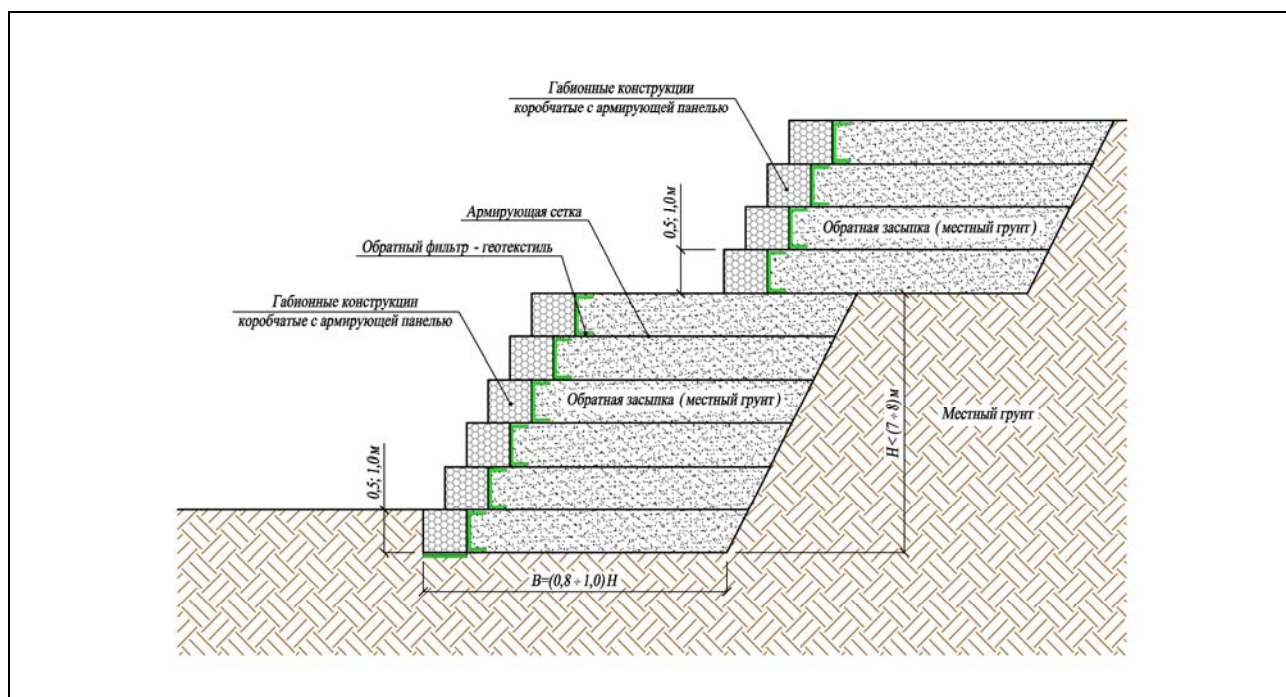 Габионные конструкции
коробчатые с армирующей панелью
0,5; 1,0м
Армирующая сетка
Обратная засыпка ( местный грунт)
Обратный фильтр - геотекстиль
Габионные конструкции
коробчатые с армирующей панелью
Обратная засыпка ( местный грунт)
H< (7 ÷ 8) м
Местный грунт
0,5; 1,0м
B=(0,8 ÷ 1,0) H